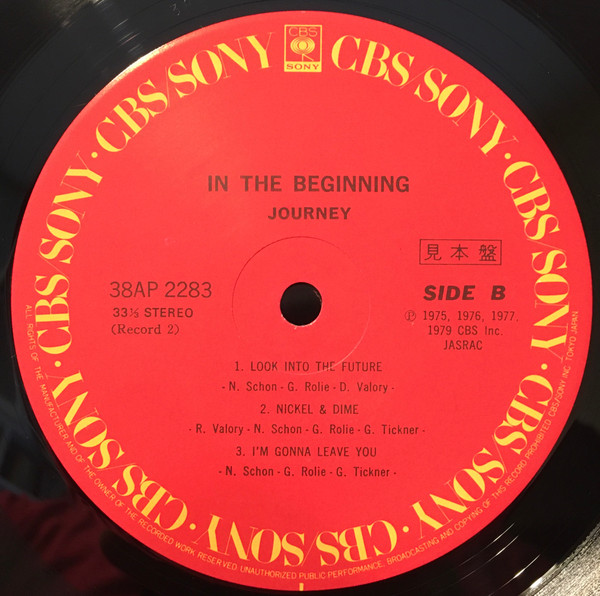 CBS
SONY
CBS/SONY · CBS/SONY · CBS/SONY · CBS/SONY · CBS/SONY · CBS/SONY · CBS/SONY · CBS/SONY
IN THE BEGINNING
JOURNEY
見本盤
38AP 2283
SIDE B
33⅓ STEREO
(Record 2)
Ⓟ 1975, 1976, 1977,
1979 CBS Inc.
JASRAC
1. LOOK INTO THE FUTURE
- N. Schon - G. Rolie - D. Valory -
2. NICKEL & DIME
- R. Valory - N. Schon - G. Rolie - G. Tickner -
3. I'M GONNA LEAVE YOU
- N. Schon - G. Rolie - G. Tickner -
ALL RIGHTS OF THE MANUFACTURER AND OF THE OWNER OF THE RECORDED WORK RESERVED. UNAUTHORIZED PUBLIC PERFORMANCE, BROADCASTING AND COPYING OF THIS RECORD PROHIBITED. CBS/SONY INC. TOKYO JAPAN